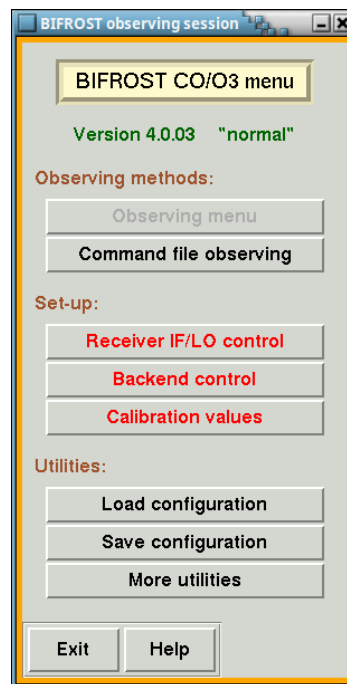 BIFROST observing session
BIFROST CO/O3 menu
Version 4.0.03 "normal"
Observing methods:
Observing menu
Command file observing
Set-up:
Receiver IF/LO control
Backend control
Calibration values
Utilities:
Load configuration
Save configuration
More utilities
Exit Help